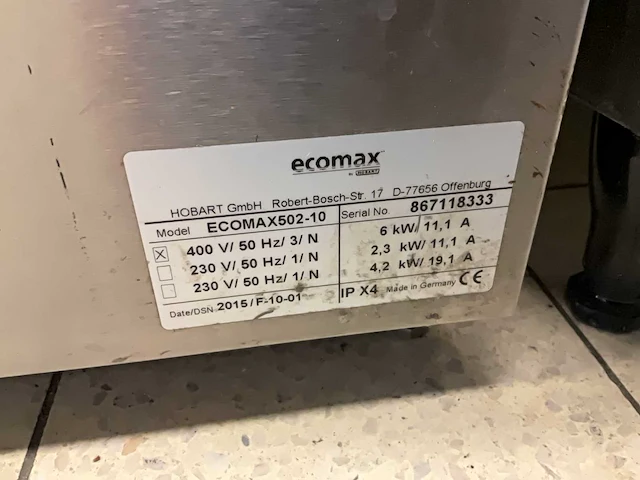 ecomax
by HOBART
HOBART GmbH Robert-Bosch-Str. 17 D-77656 Offenburg
Model ECOMAX502-10 Serial No. 867118333
400 V/ 50 Hz/ 3/ N 6 kW/ 11,1 A
230 V/ 50 Hz/ 1/ N 2,3 kW/ 11,1 A
230 V/ 50 Hz/ 1/ N 4,2 kW/ 19,1 A
Date/DSN 2015/F-10-01 IP X4 Made in Germany CE